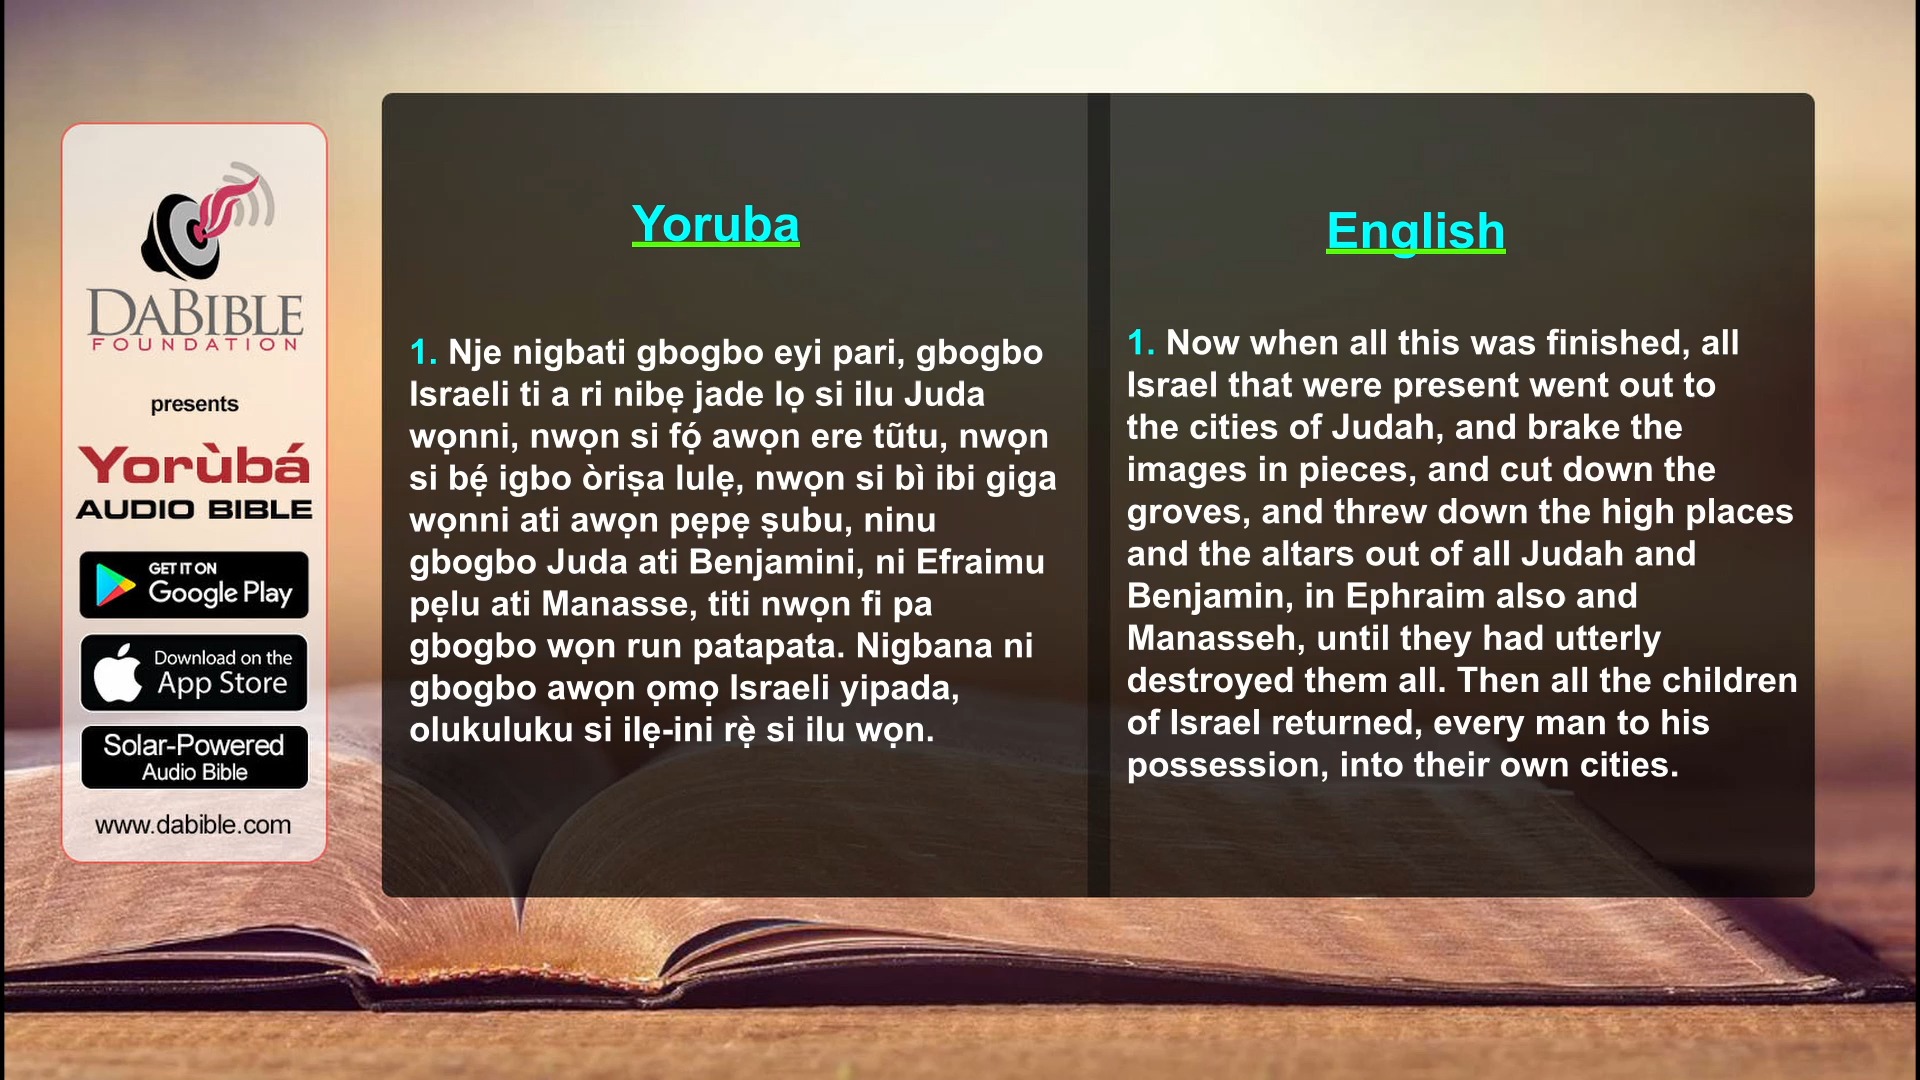 DABIBLE
FOUNDATION
presents
Yorùbá
AUDIO BIBLE
GET IT ON
Google Play
Download on the
App Store
Solar-Powered
Audio Bible
www.dabible.com
Yoruba
1. Nje nigbati gbogbo eyi pari, gbogbo
Israeli ti a ri nibẹ jade lọ si ilu Juda
wọnni, nwọn si fọ́ awọn ere tũtu, nwọn
si bẹ́ igbo òriṣa lulẹ, nwọn si bì ibi giga
wọnni ati awọn pẹpẹ ṣubu, ninu
gbogbo Juda ati Benjamini, ni Efraimu
pẹlu ati Manasse, titi nwọn fi pa
gbogbo wọn run patapata. Nigbana ni
gbogbo awọn ọmọ Israeli yipada,
olukuluku si ilẹ-ini rẹ̀ si ilu wọn.
English
1. Now when all this was finished, all
Israel that were present went out to
the cities of Judah, and brake the
images in pieces, and cut down the
groves, and threw down the high places
and the altars out of all Judah and
Benjamin, in Ephraim also and
Manasseh, until they had utterly
destroyed them all. Then all the children
of Israel returned, every man to his
possession, into their own cities.